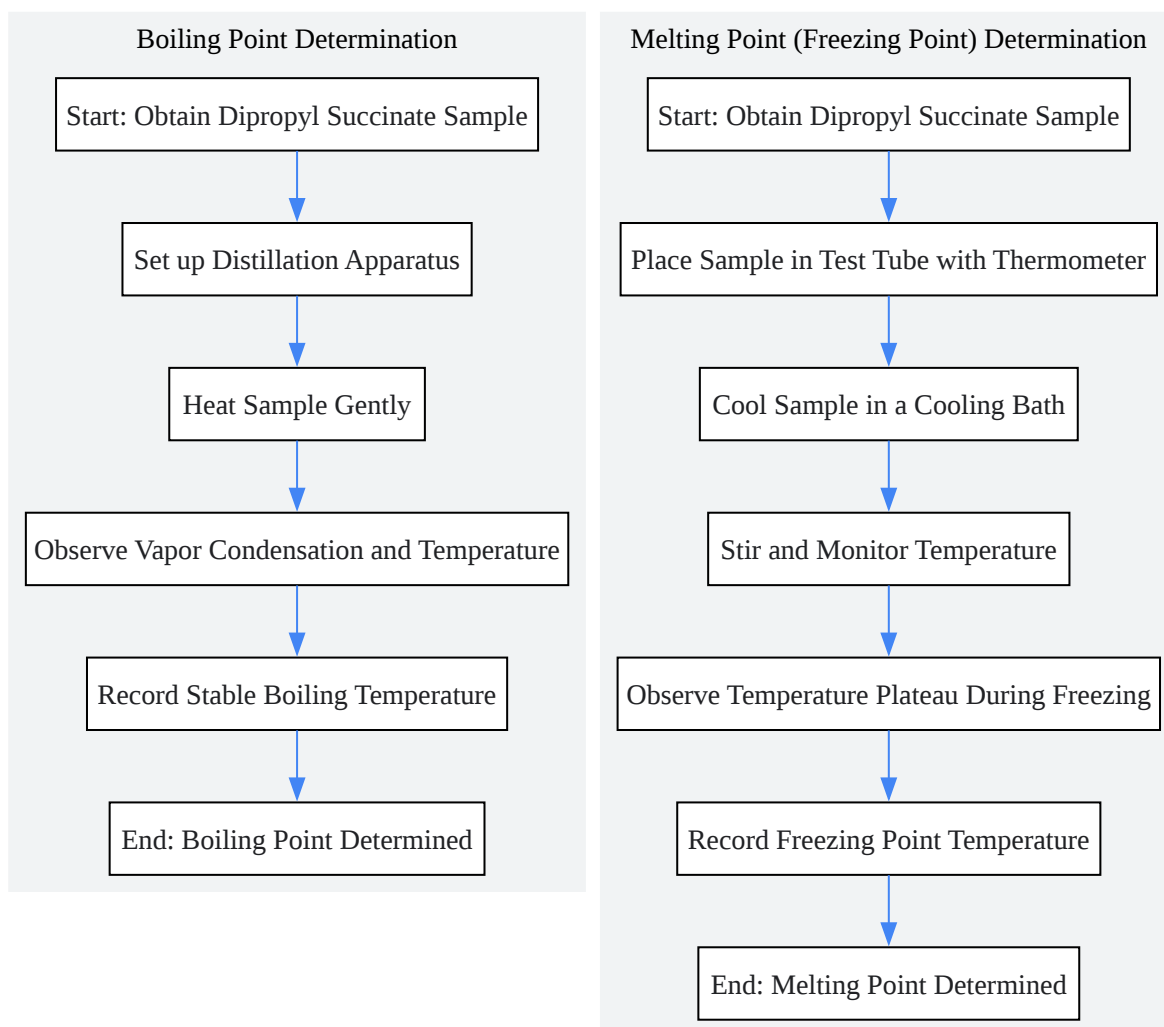 Boiling Point Determination
Start: Obtain Dipropyl Succinate Sample
Set up Distillation Apparatus
Heat Sample Gently
Observe Vapor Condensation and Temperature
Record Stable Boiling Temperature
End: Boiling Point Determined
Melting Point (Freezing Point) Determination
Start: Obtain Dipropyl Succinate Sample
Place Sample in Test Tube with Thermometer
Cool Sample in a Cooling Bath
Stir and Monitor Temperature
Observe Temperature Plateau During Freezing
Record Freezing Point Temperature
End: Melting Point Determined